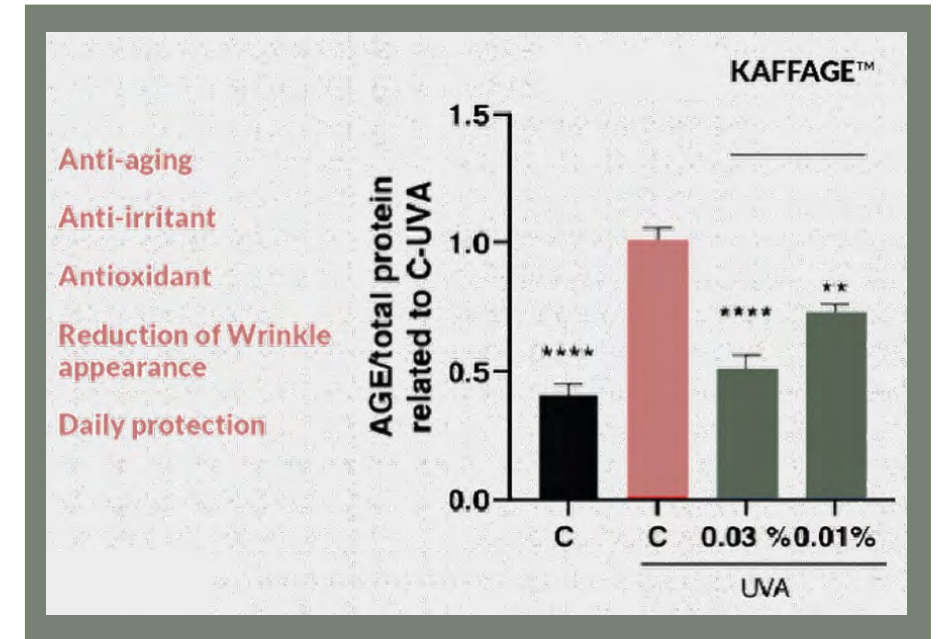 Anti-aging
Anti-irritant
Antioxidant
Reduction of Wrinkle
appearance
Daily protection
KAFFAGE™
AGE/total protein
related to C-UVA
1.5
1.0
0.5
0.0
****
****
**
C
C
0.03 %
0.01%
UVA